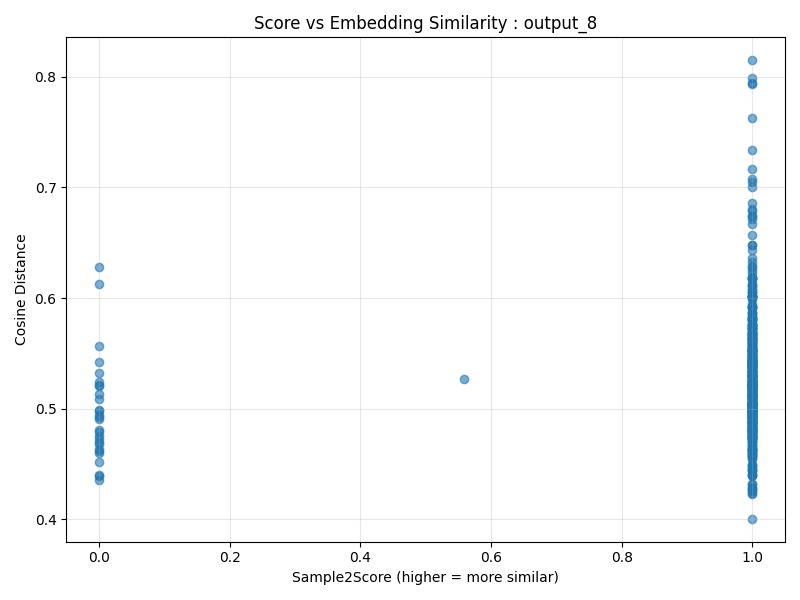 Score vs Embedding Similarity : output_8
Cosine Distance
0.8
0.7
0.6
0.5
0.4
0.0 0.2 0.4 0.6 0.8 1.0
Sample2Score (higher = more similar)